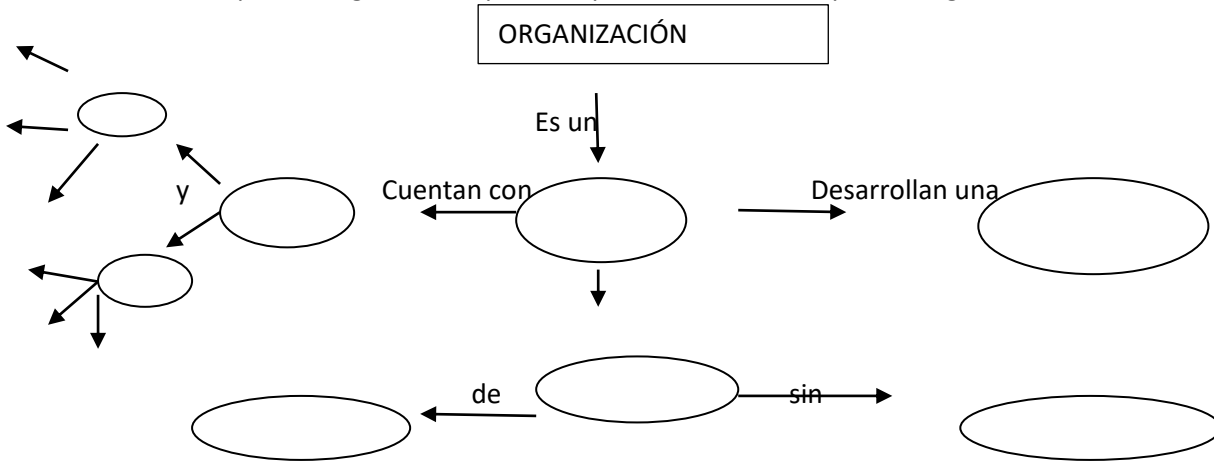 ORGANIZACIÓN
Es un
y
Cuentan con
Desarrollan una
de
sin